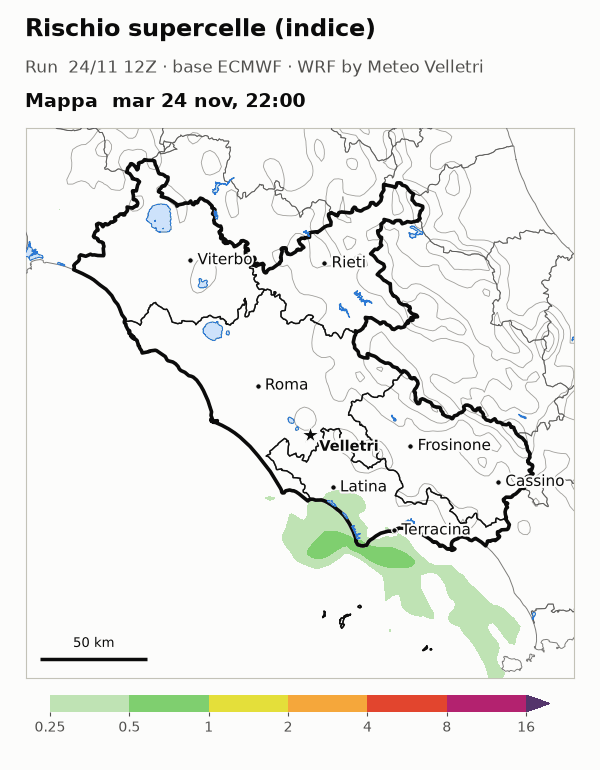 Rischio supercelle (indice)
Run  24/11 12Z · base ECMWF · WRF by Meteo Velletri
Mappa  mar 24 nov, 22:00
Viterbo
Rieti
Roma
Velletri
Frosinone
Cassino
Latina
Terracina
50 km
0.25 0.5 1 2 4 8 16